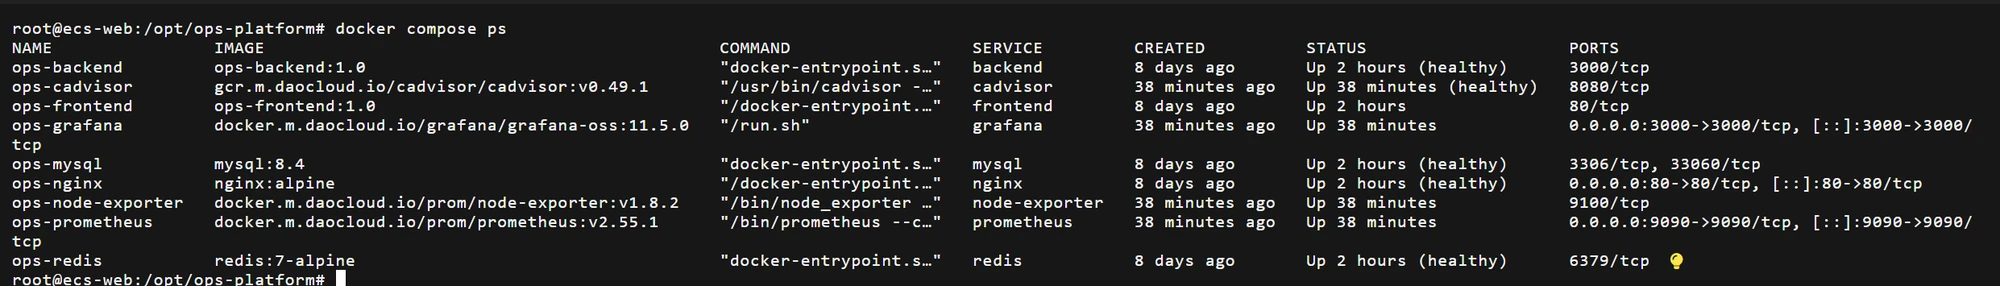 root@ecs-web:/opt/ops-platform# docker compose ps
NAME IMAGE COMMAND SERVICE CREATED STATUS PORTS
ops-backend ops-backend:1.0 "docker-entrypoint.s…" backend 8 days ago Up 2 hours (healthy) 3000/tcp
ops-cadvisor gcr.m.daocloud.io/cadvisor/cadvisor:v0.49.1 "/usr/bin/cadvisor -…" cadvisor 38 minutes ago Up 38 minutes (healthy) 8080/tcp
ops-frontend ops-frontend:1.0 "/docker-entrypoint.…" frontend 8 days ago Up 2 hours 80/tcp
ops-grafana docker.m.daocloud.io/grafana/grafana-oss:11.5.0 "/run.sh" grafana 38 minutes ago Up 38 minutes 0.0.0.0:3000->3000/tcp, [::]:3000->3000/
tcp
ops-mysql mysql:8.4 "docker-entrypoint.s…" mysql 8 days ago Up 2 hours (healthy) 3306/tcp, 33060/tcp
ops-nginx nginx:alpine "/docker-entrypoint.…" nginx 8 days ago Up 2 hours (healthy) 0.0.0.0:80->80/tcp, [::]:80->80/tcp
ops-node-exporter docker.m.daocloud.io/prom/node-exporter:v1.8.2 "/bin/node_exporter …" node-exporter 38 minutes ago Up 38 minutes 9100/tcp
ops-prometheus docker.m.daocloud.io/prom/prometheus:v2.55.1 "/bin/prometheus --c…" prometheus 38 minutes ago Up 38 minutes 0.0.0.0:9090->9090/tcp, [::]:9090->9090/
tcp
ops-redis redis:7-alpine "docker-entrypoint.s…" redis 8 days ago Up 2 hours (healthy) 6379/tcp
root@ecs-web:/opt/ops-platform#